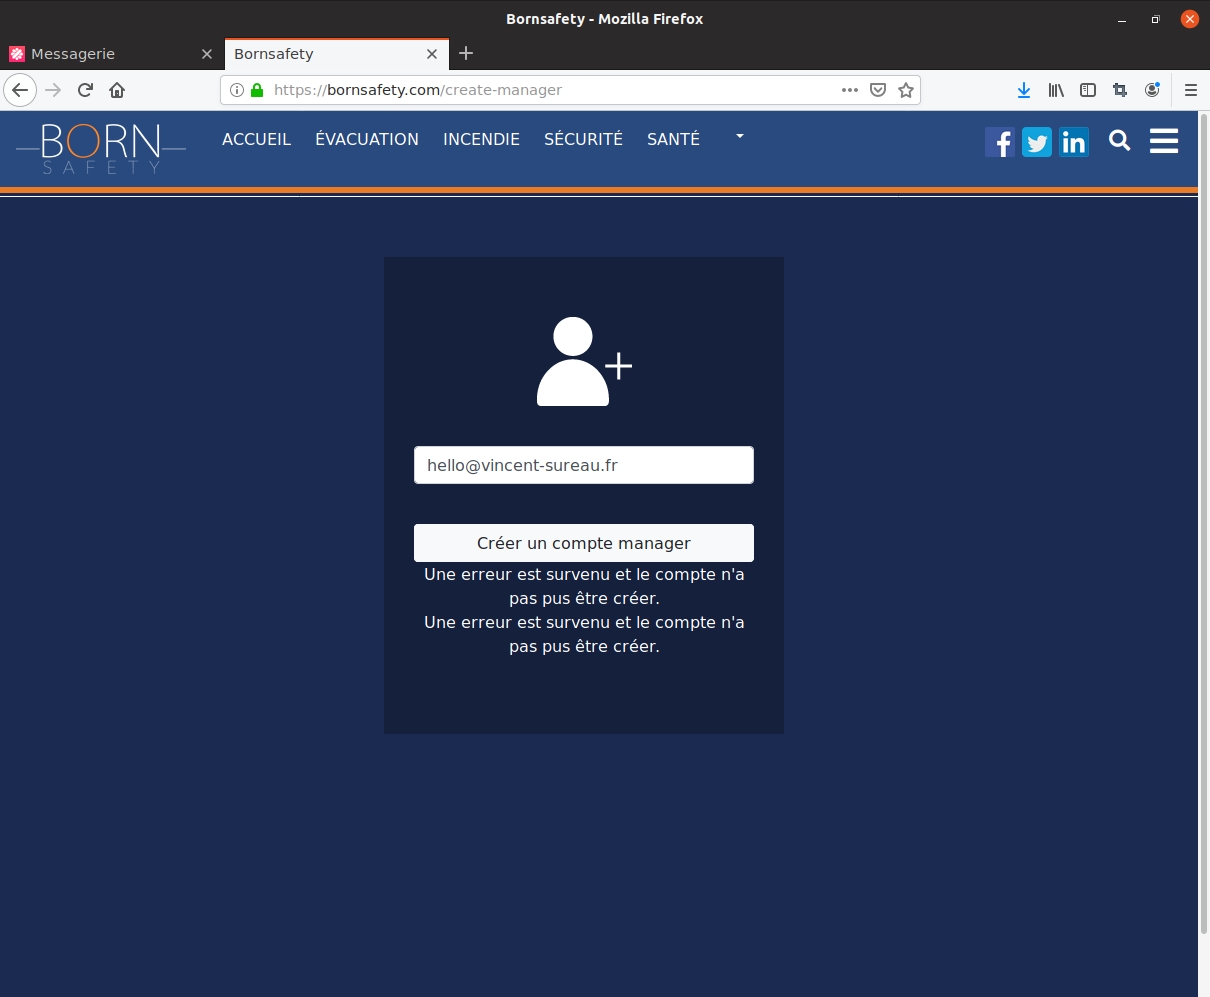 Bornsafety - Mozilla Firefox
Messagerie
Bornsafety
https://bornsafety.com/create-manager
BORN
SAFETY
ACCUEIL ÉVACUATION INCENDIE SÉCURITÉ SANTÉ
f in
hello@vincent-sureau.fr
Créer un compte manager
Une erreur est survenu et le compte n'a
pas pus être créer.
Une erreur est survenu et le compte n'a
pas pus être créer.